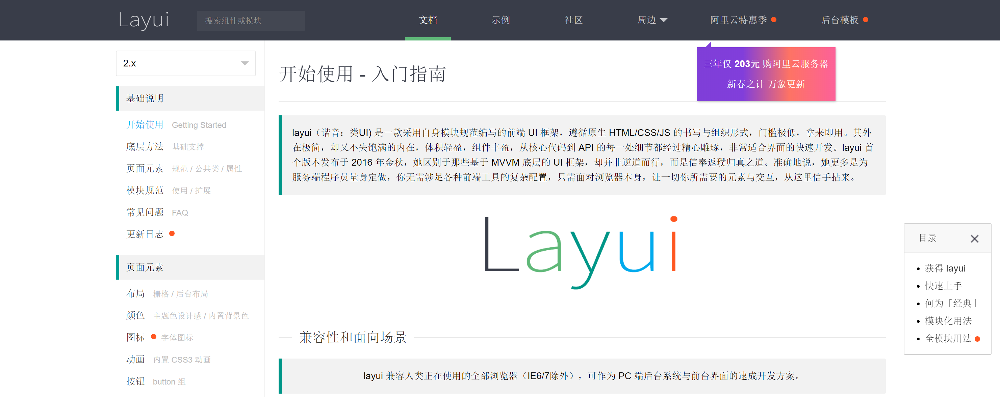 Layui
搜索组件或模块
文档
示例
社区
周边
阿里云特惠季
后台模板
2.x
基础说明
开始使用 Getting Started
底层方法 基础支撑
页面元素 规范 / 公共类 / 属性
模块规范 使用 / 扩展
常见问题 FAQ
更新日志
页面元素
布局 栅格 / 后台布局
颜色 主题色设计感 / 内置背景色
图标 字体图标
动画 内置 CSS3 动画
按钮 button 组
开始使用 - 入门指南
三年仅 203元 购阿里云服务器
新春之计 万象更新
layui（谐音：类UI) 是一款采用自身模块规范编写的前端 UI 框架，遵循原生 HTML/CSS/JS 的书写与组织形式，门槛极低，拿来即用。其外
在极简，却又不失饱满的内在，体积轻盈，组件丰盈，从核心代码到 API 的每一处细节都经过精心雕琢，非常适合界面的快速开发。layui 首
个版本发布于 2016 年金秋，她区别于那些基于 MVVM 底层的 UI 框架，却并非逆道而行，而是信奉返璞归真之道。准确地说，她更多是为
服务端程序员量身定做，你无需涉足各种前端工具的复杂配置，只需面对浏览器本身，让一切你所需要的元素与交互，从这里信手拈来。
Layui
兼容性和面向场景
layui 兼容人类正在使用的全部浏览器（IE6/7除外），可作为 PC 端后台系统与前台界面的速成开发方案。
目录
获得 layui
快速上手
何为「经典」
模块化用法
全模块用法